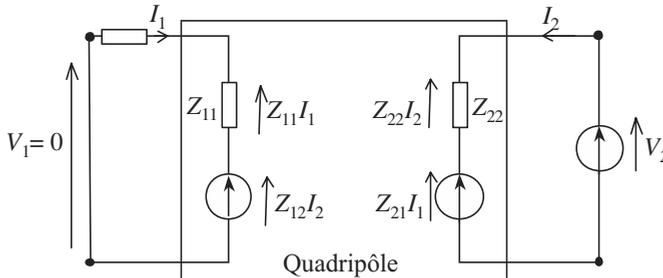 I₁
I₂
Z₁₁
Z₁₁I₁
Z₂₂I₂
Z₂₂
V₁= 0
V₂
Z₁₂I₂
Z₂₁I₁
Quadripôle